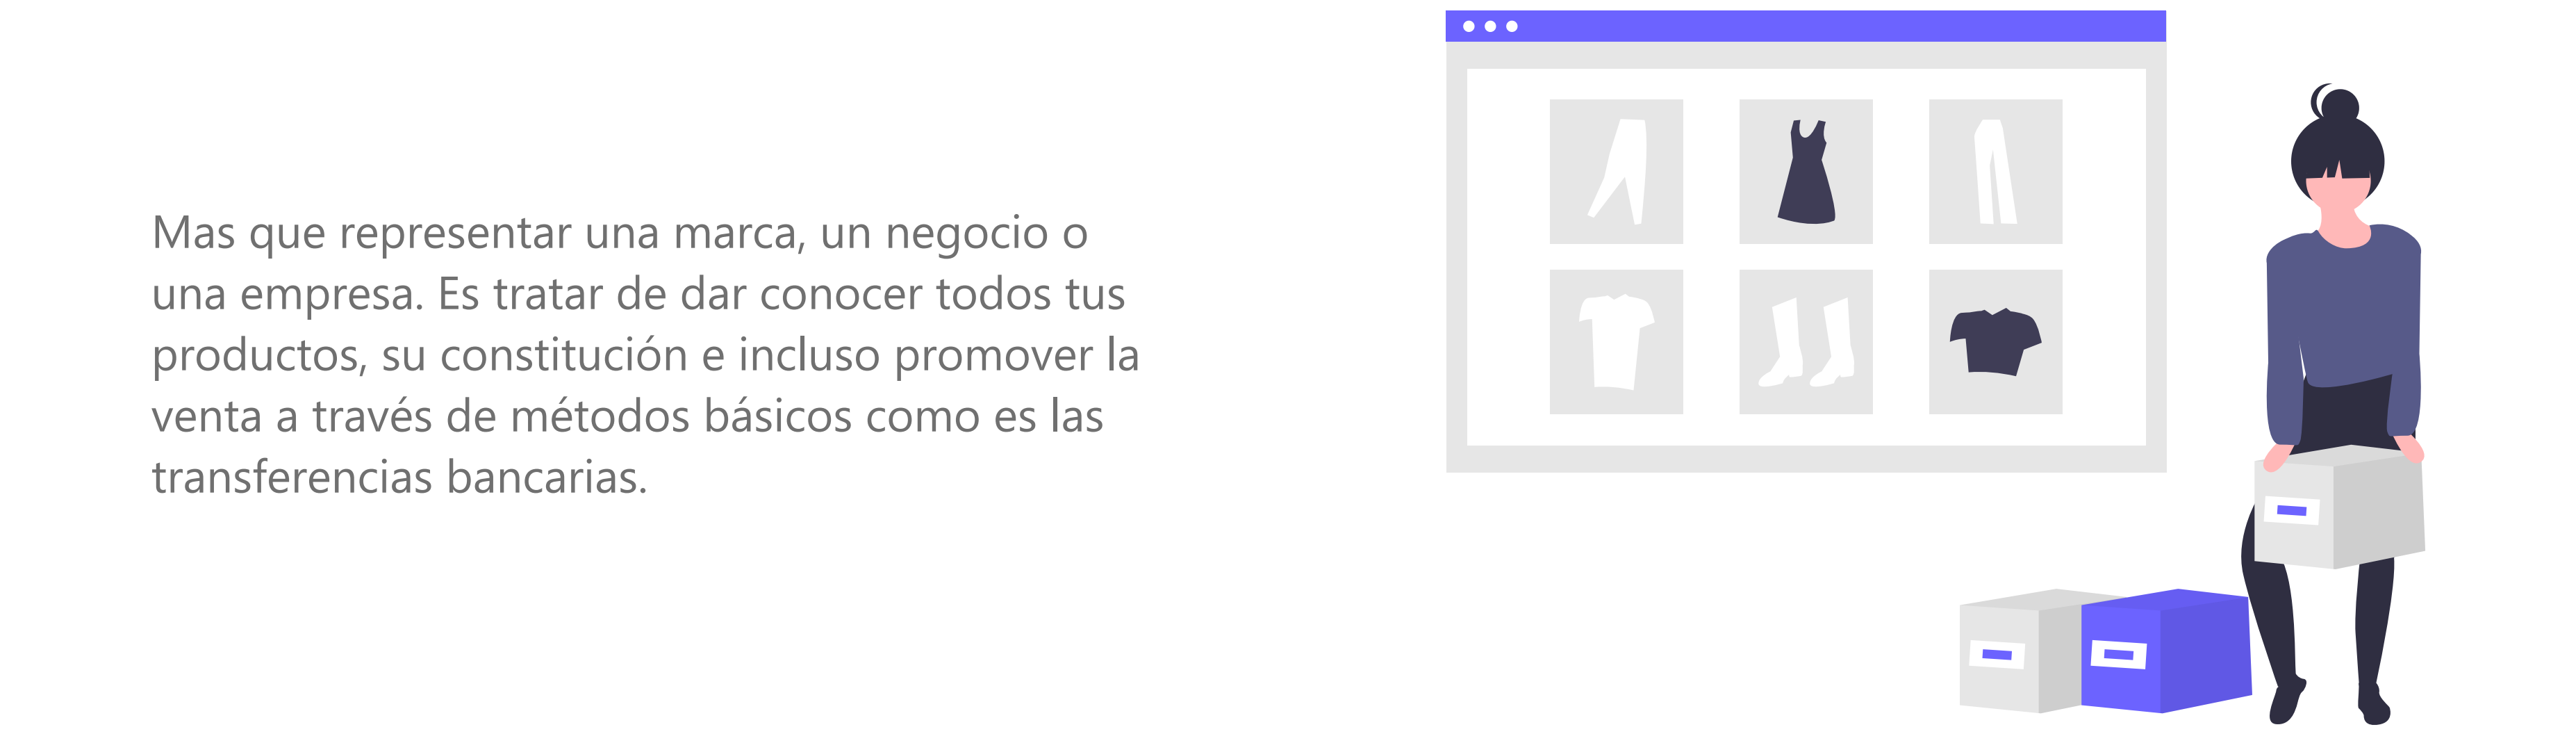 Mas que representar una marca, un negocio o
una empresa. Es tratar de dar conocer todos tus
productos, su constitución e incluso promover la
venta a través de métodos básicos como es las
transferencias bancarias.